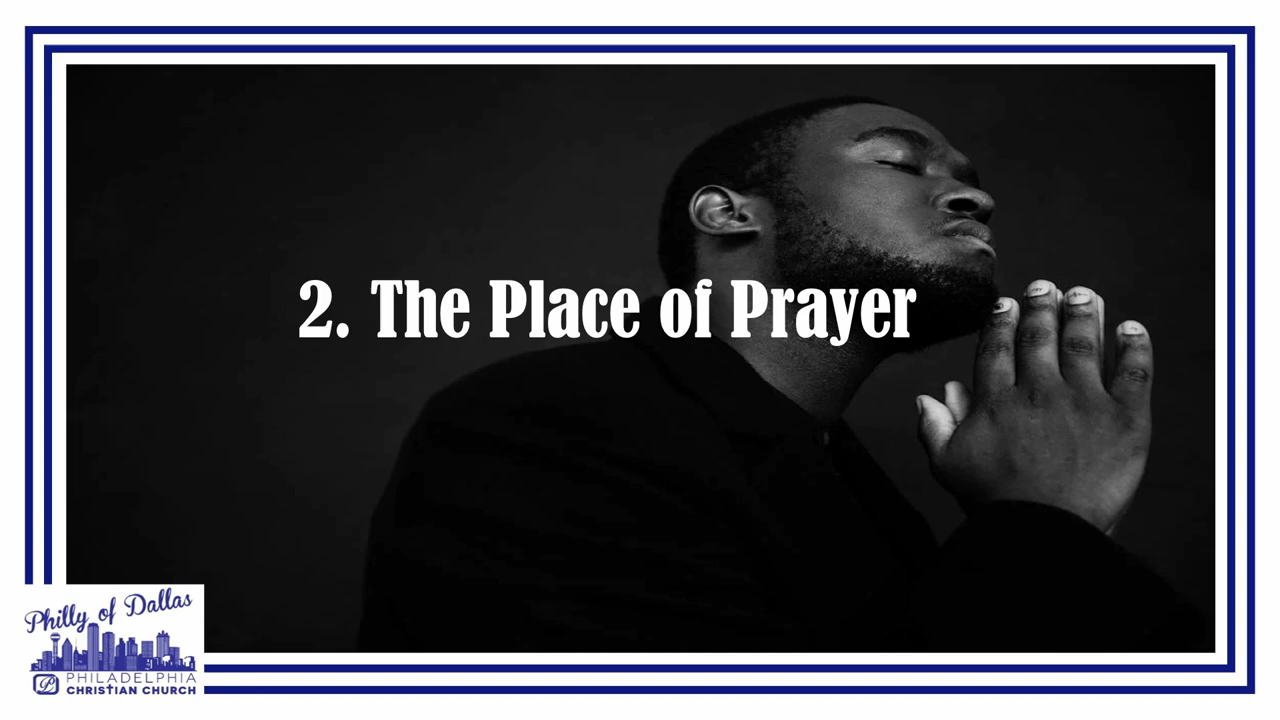 2. The Place of Prayer
Philly of Dallas
PHILADELPHIA
CHRISTIAN CHURCH